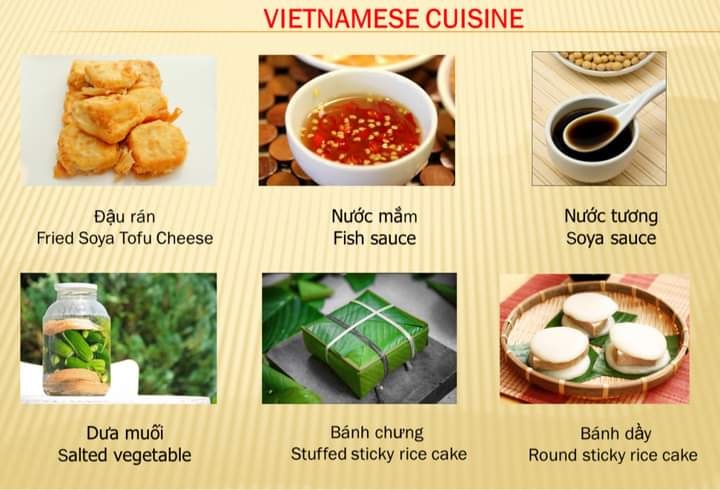 VIETNAMESE CUISINE
Đậu rán
Fried Soya Tofu Cheese
Nước mắm
Fish sauce
Nước tương
Soya sauce
Dưa muối
Salted vegetable
Bánh chưng
Stuffed sticky rice cake
Bánh dầy
Round sticky rice cake